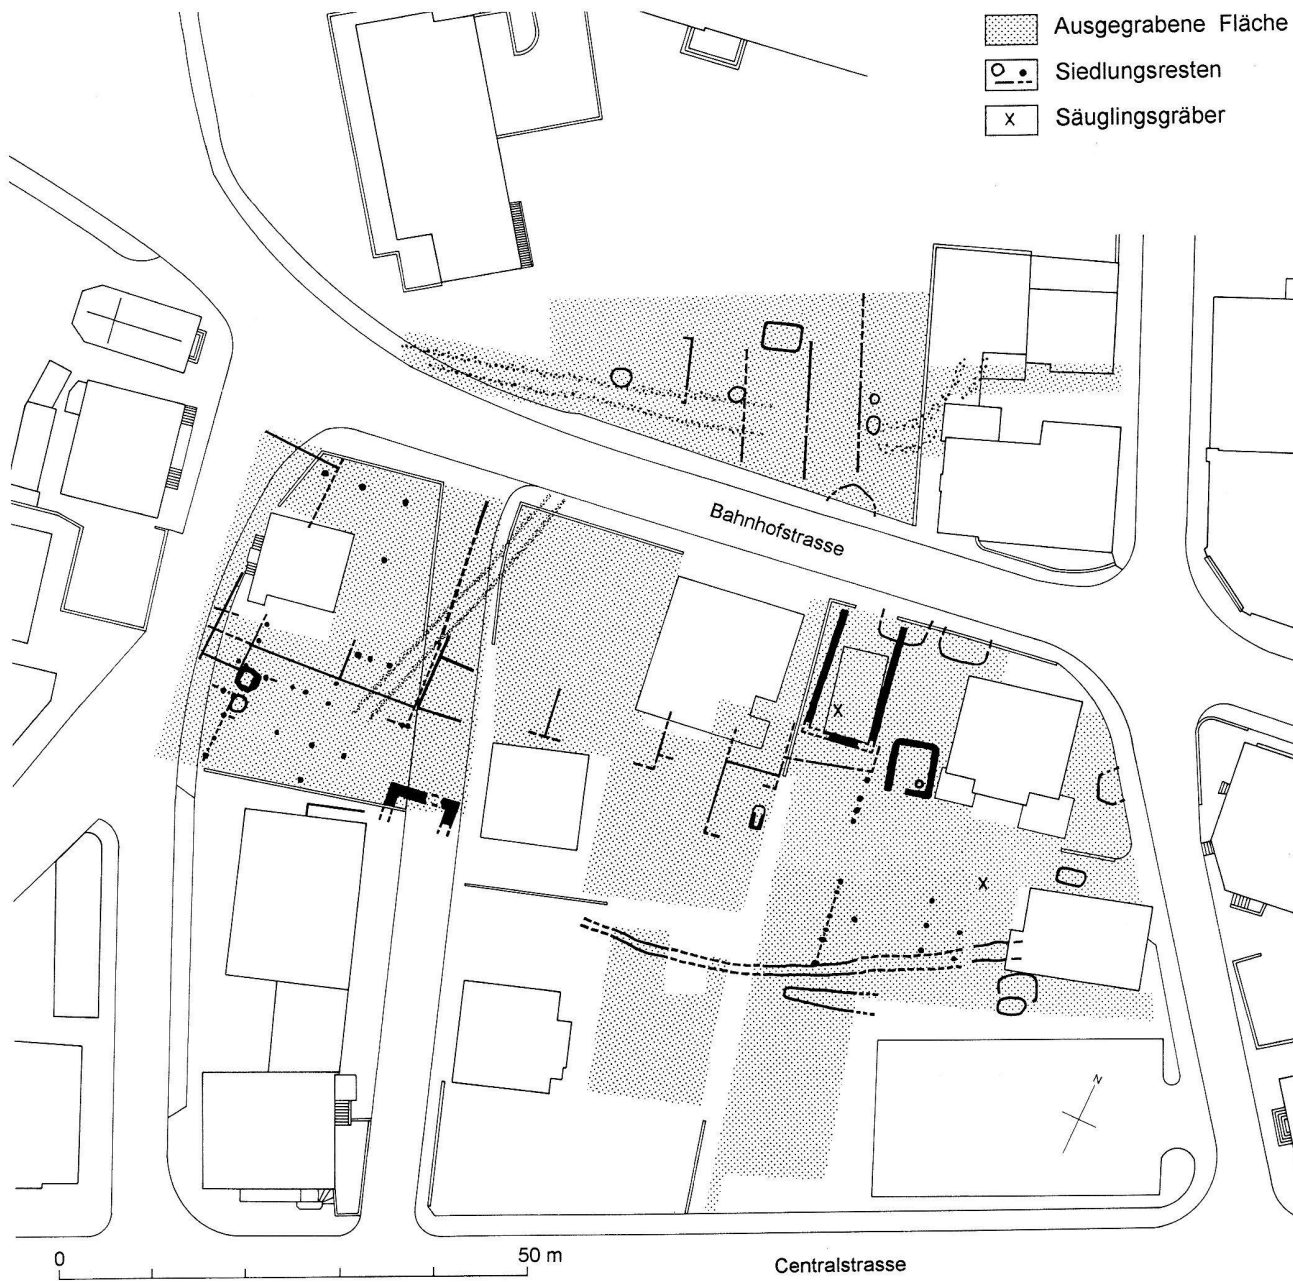 Ausgegrabene Fläche
Siedlungsresten
x Säuglingsgräber
Bahnhofstrasse
x
x
N
0 50 m
Centralstrasse